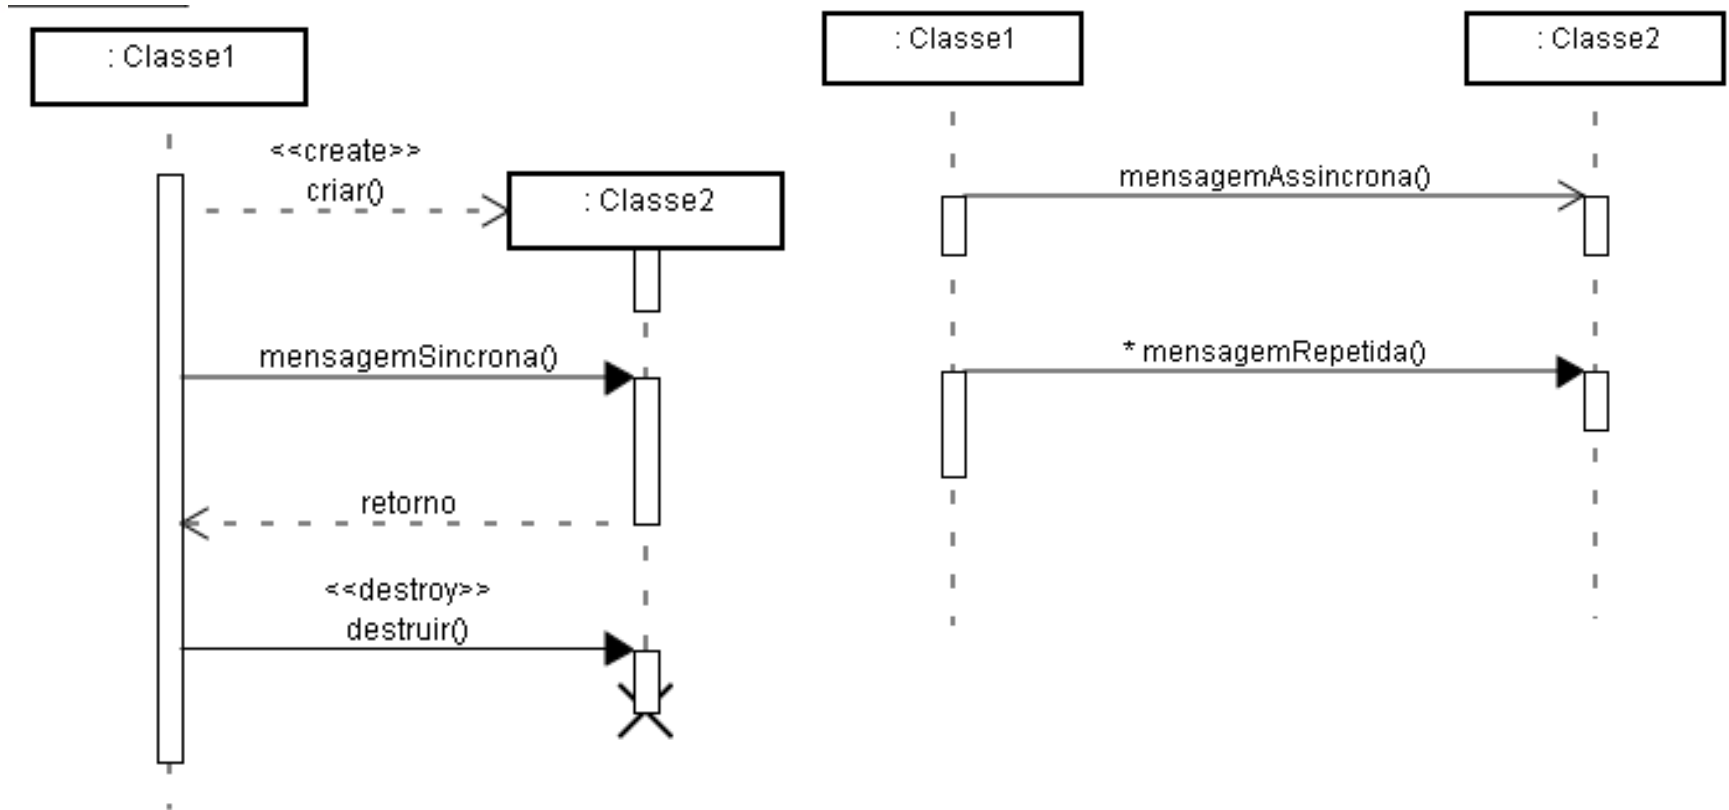 : Classe1
<<create>>
criar()
: Classe2
mensagemSincrona()
retorno
<<destroy>>
destruir()
: Classe1
: Classe2
mensagemAssincrona()
* mensagemRepetida()